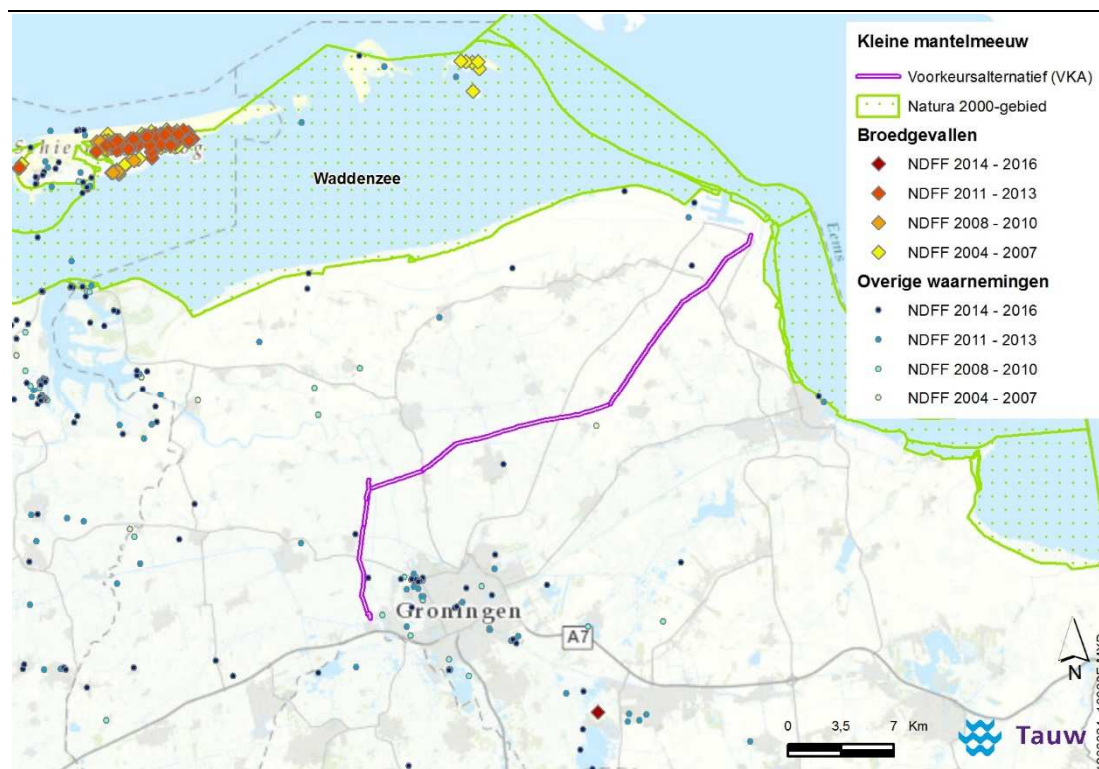 Kleine mantelmeeuw
Voorkeursalternatief (VKA)
Natura 2000-gebied
Broedgevallen
NDFF 2014 - 2016
NDFF 2011 - 2013
NDFF 2008 - 2010
NDFF 2004 - 2007
Overige waarnemingen
NDFF 2014 - 2016
NDFF 2011 - 2013
NDFF 2008 - 2010
NDFF 2004 - 2007
Waddenzee
Eems
Groningen
A7
N
0 3,5 7 Km
Tauw